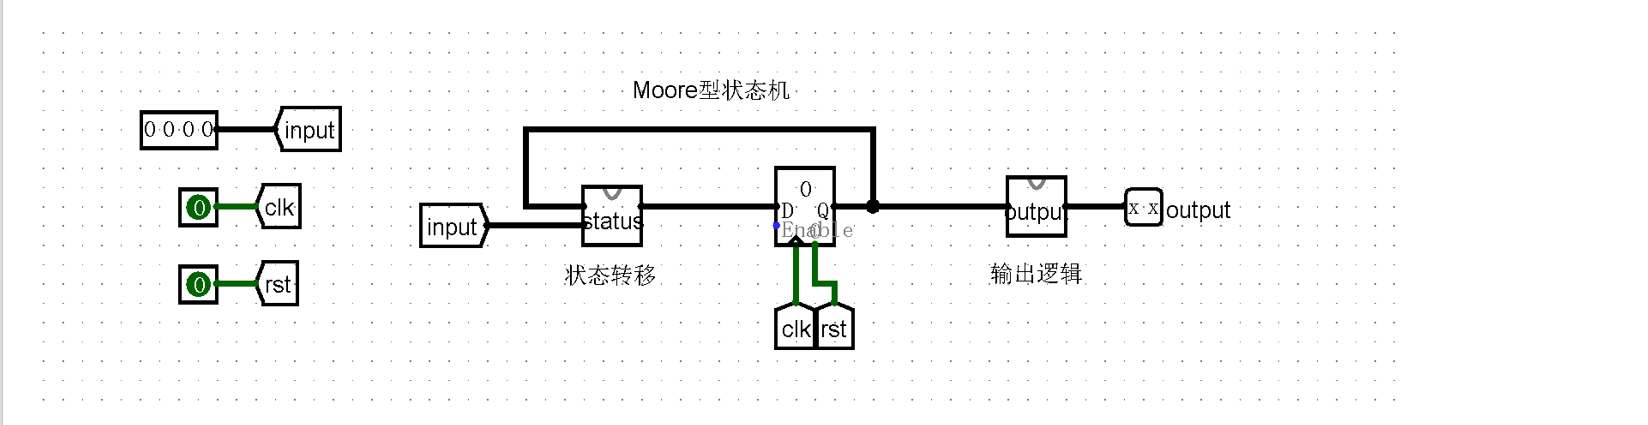 Moore型状态机
0 0 0 0 input
0 clk
0 rst
input
status
状态转移
0
D Q
Enable
0
clk rst
output
输出逻辑
x x output